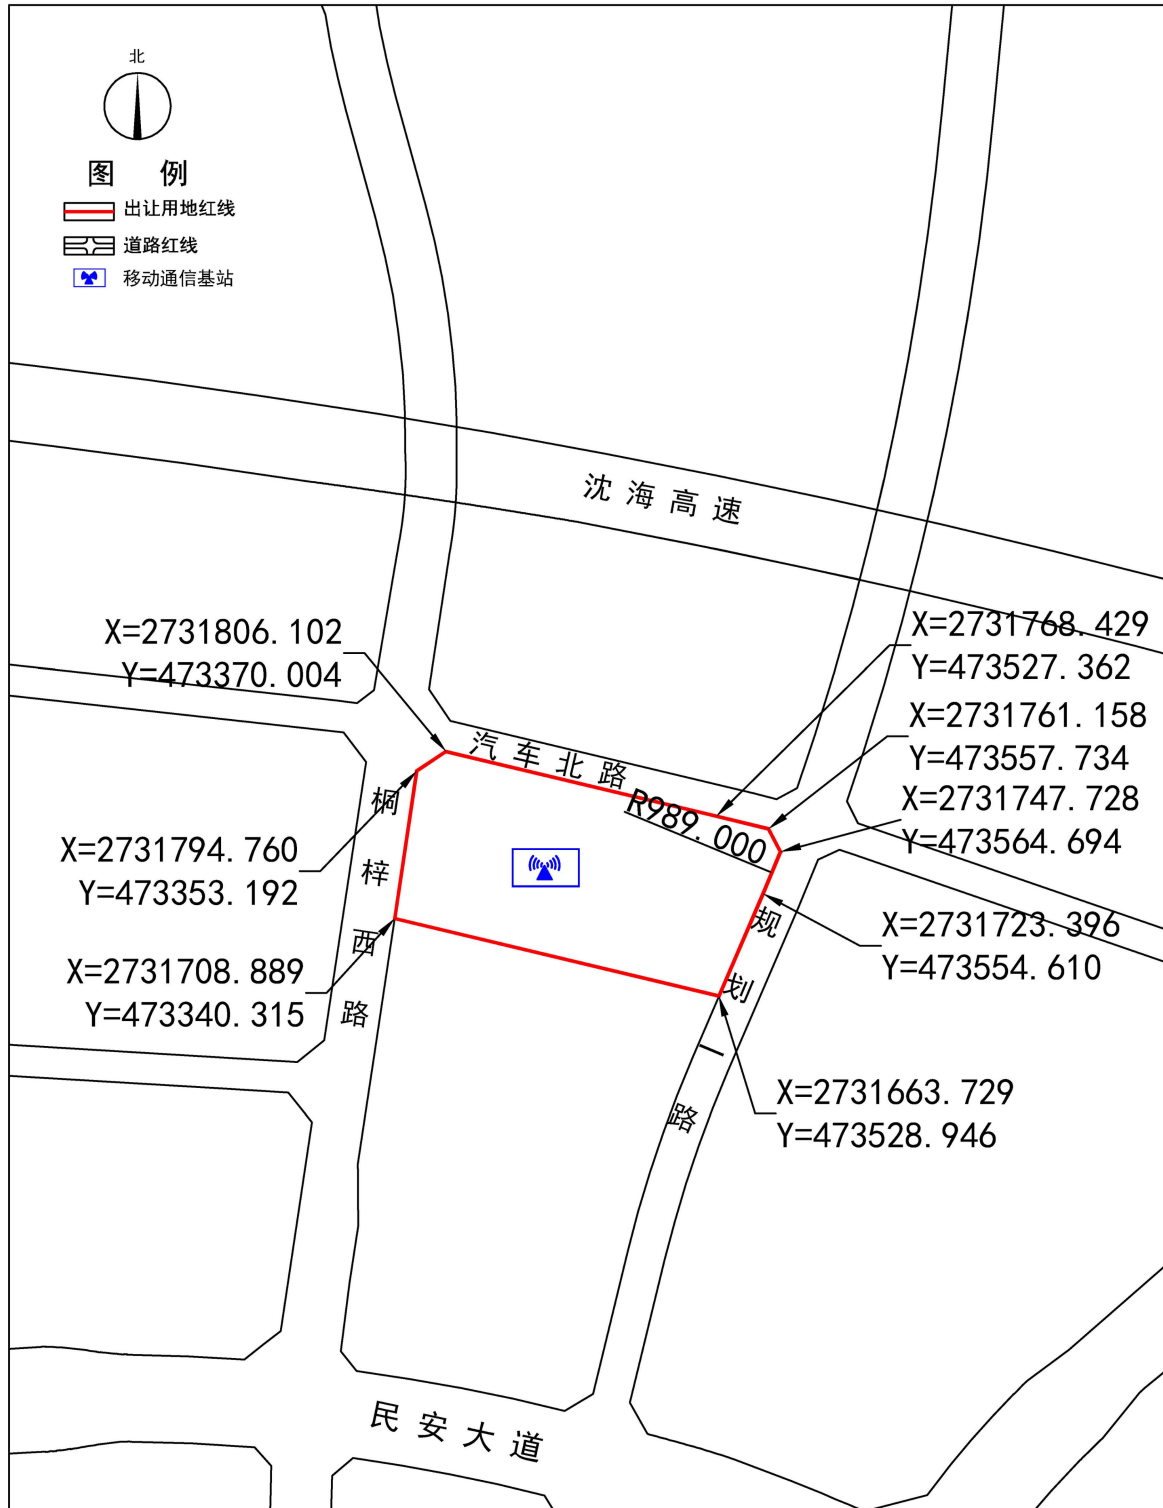 北
图 例
出让用地红线
道路红线
移动通信基站
沈海高速
X=2731806.102
Y=473370.004
X=2731768.429
Y=473527.362
X=2731761.158
Y=473557.734
汽车北路
R989.000
X=2731747.728
Y=473564.694
X=2731794.760
Y=473353.192
桐梓西路
规划一路
X=2731723.396
Y=473554.610
X=2731708.889
Y=473340.315
X=2731663.729
Y=473528.946
民安大道